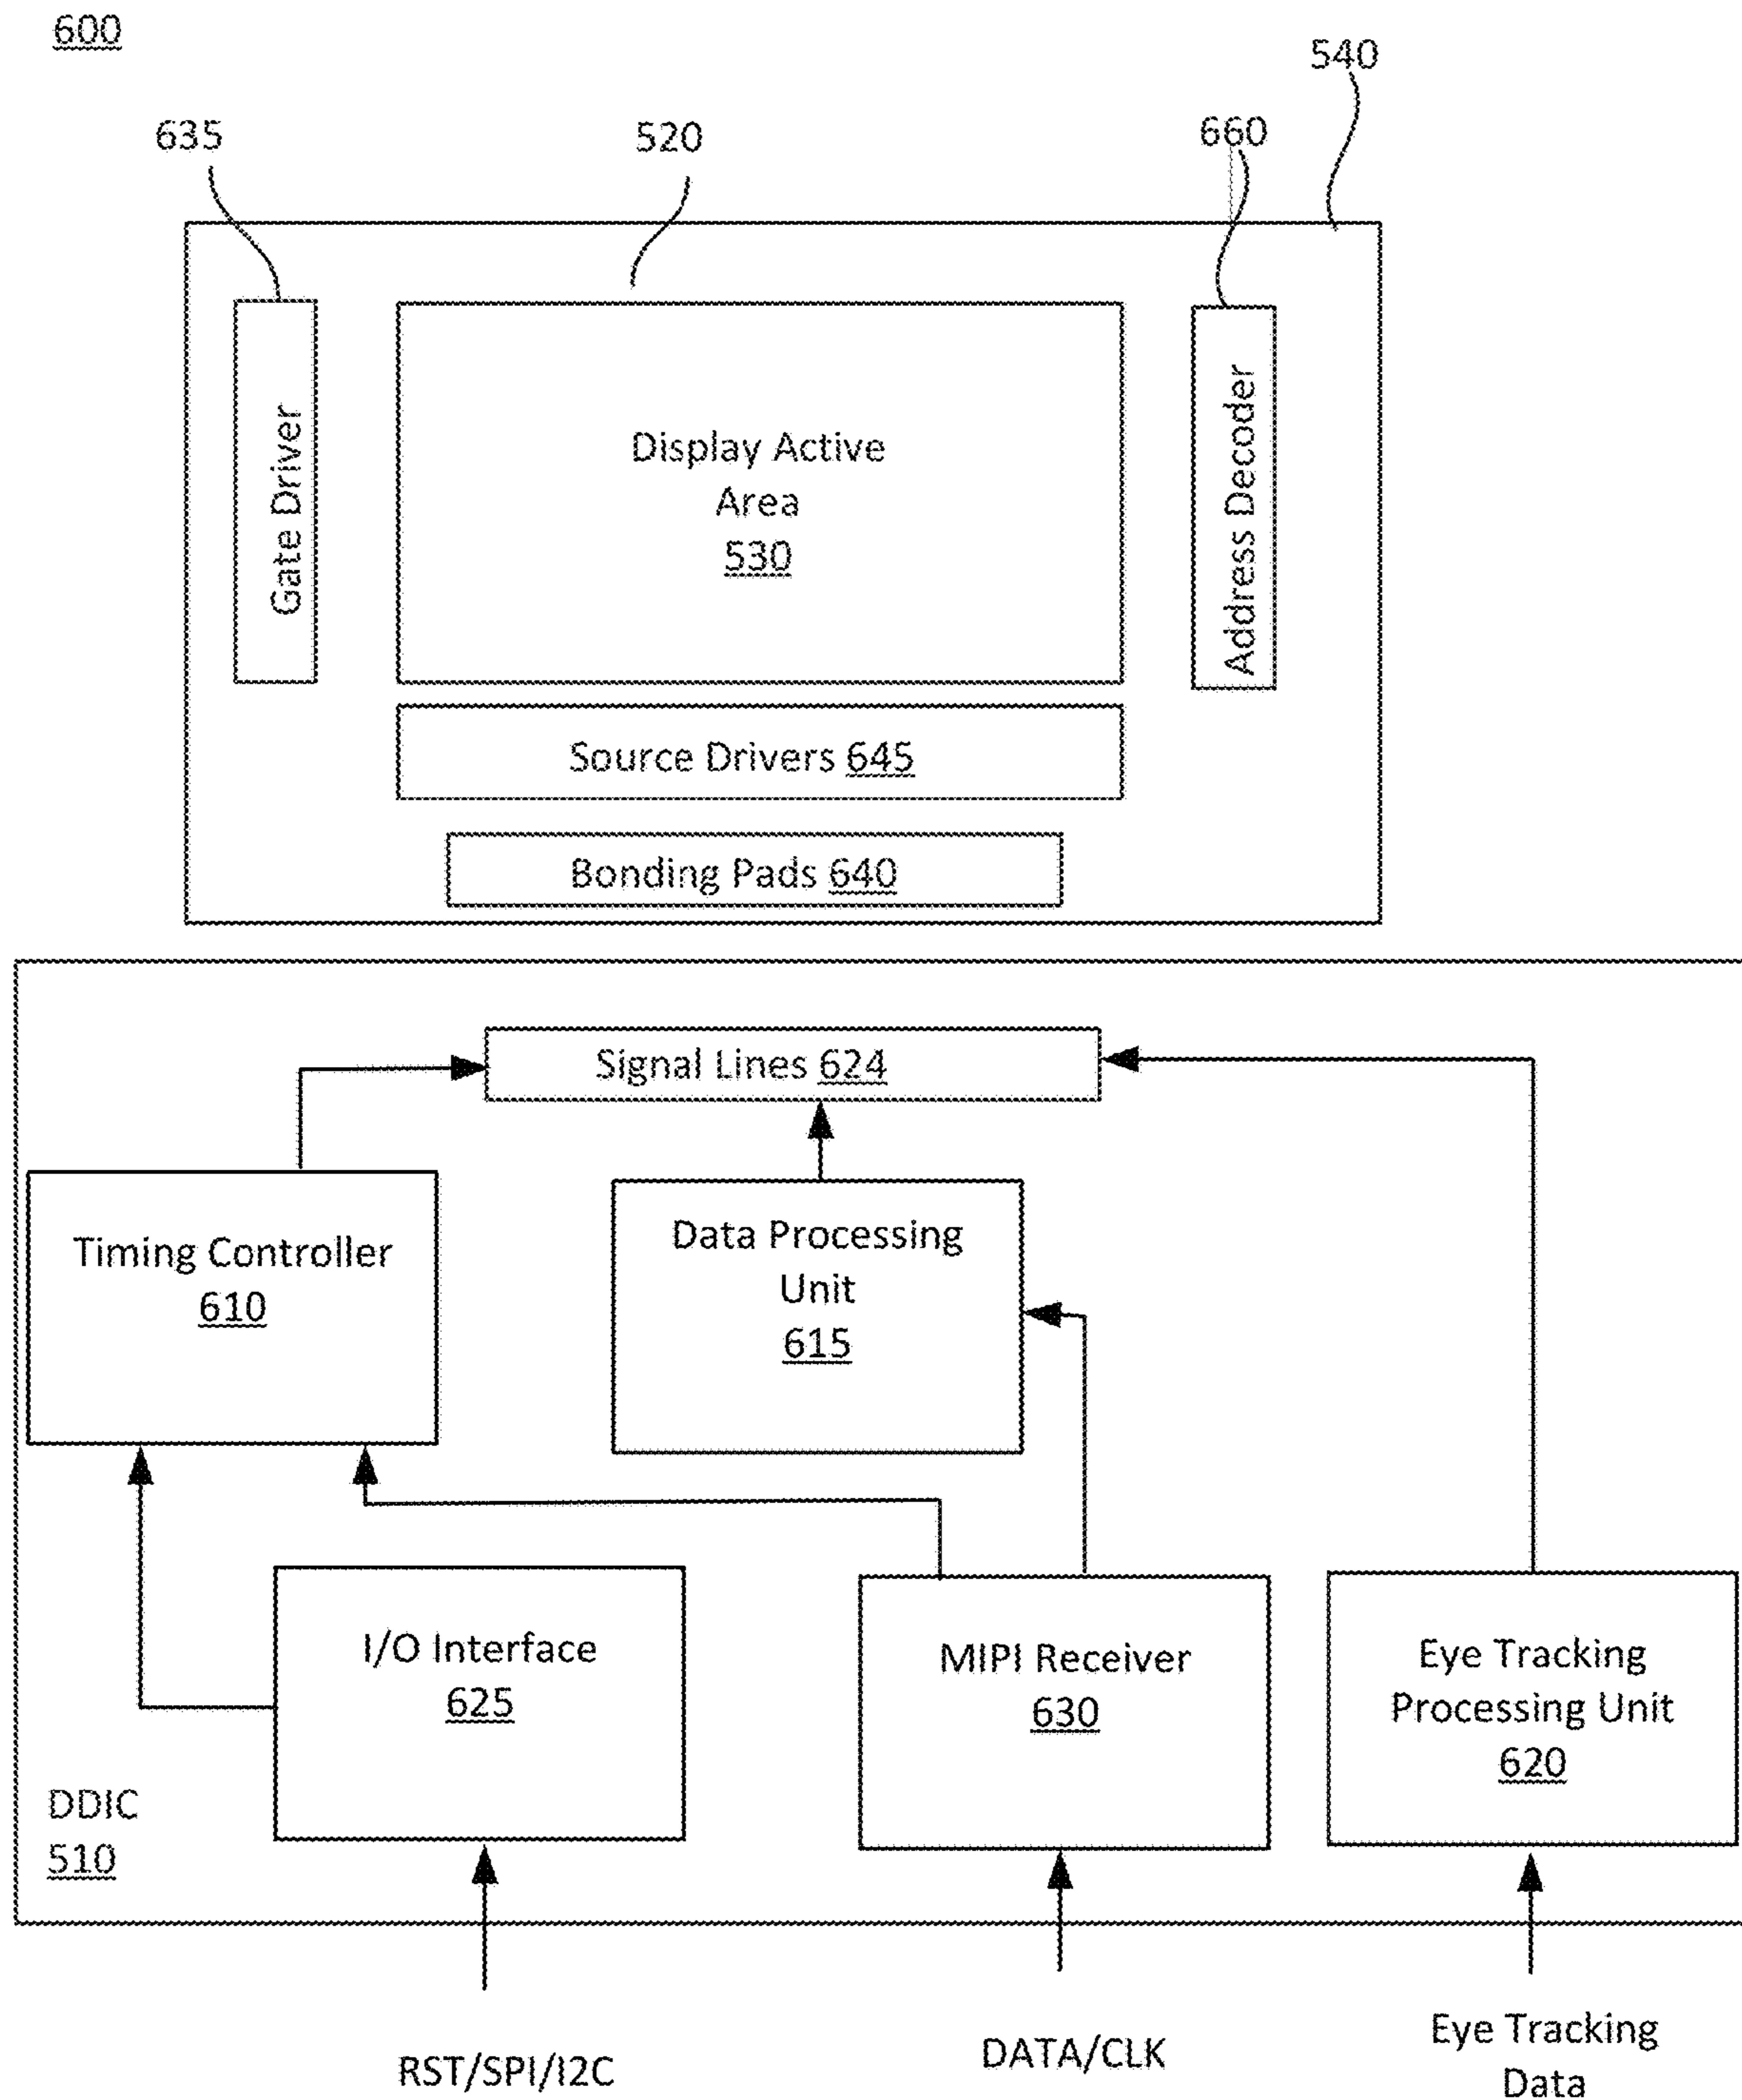 600
540
635
520
660
Gate Driver
Display Active
Area
530
Address Decoder
Source Drivers 645
Bonding Pads 640
Signal Lines 624
Timing Controller
610
Data Processing
Unit
615
I/O Interface
625
MIPI Receiver
630
Eye Tracking
Processing Unit
620
DDIC
510
RST/SPI/I2C
DATA/CLK
Eye Tracking
Data